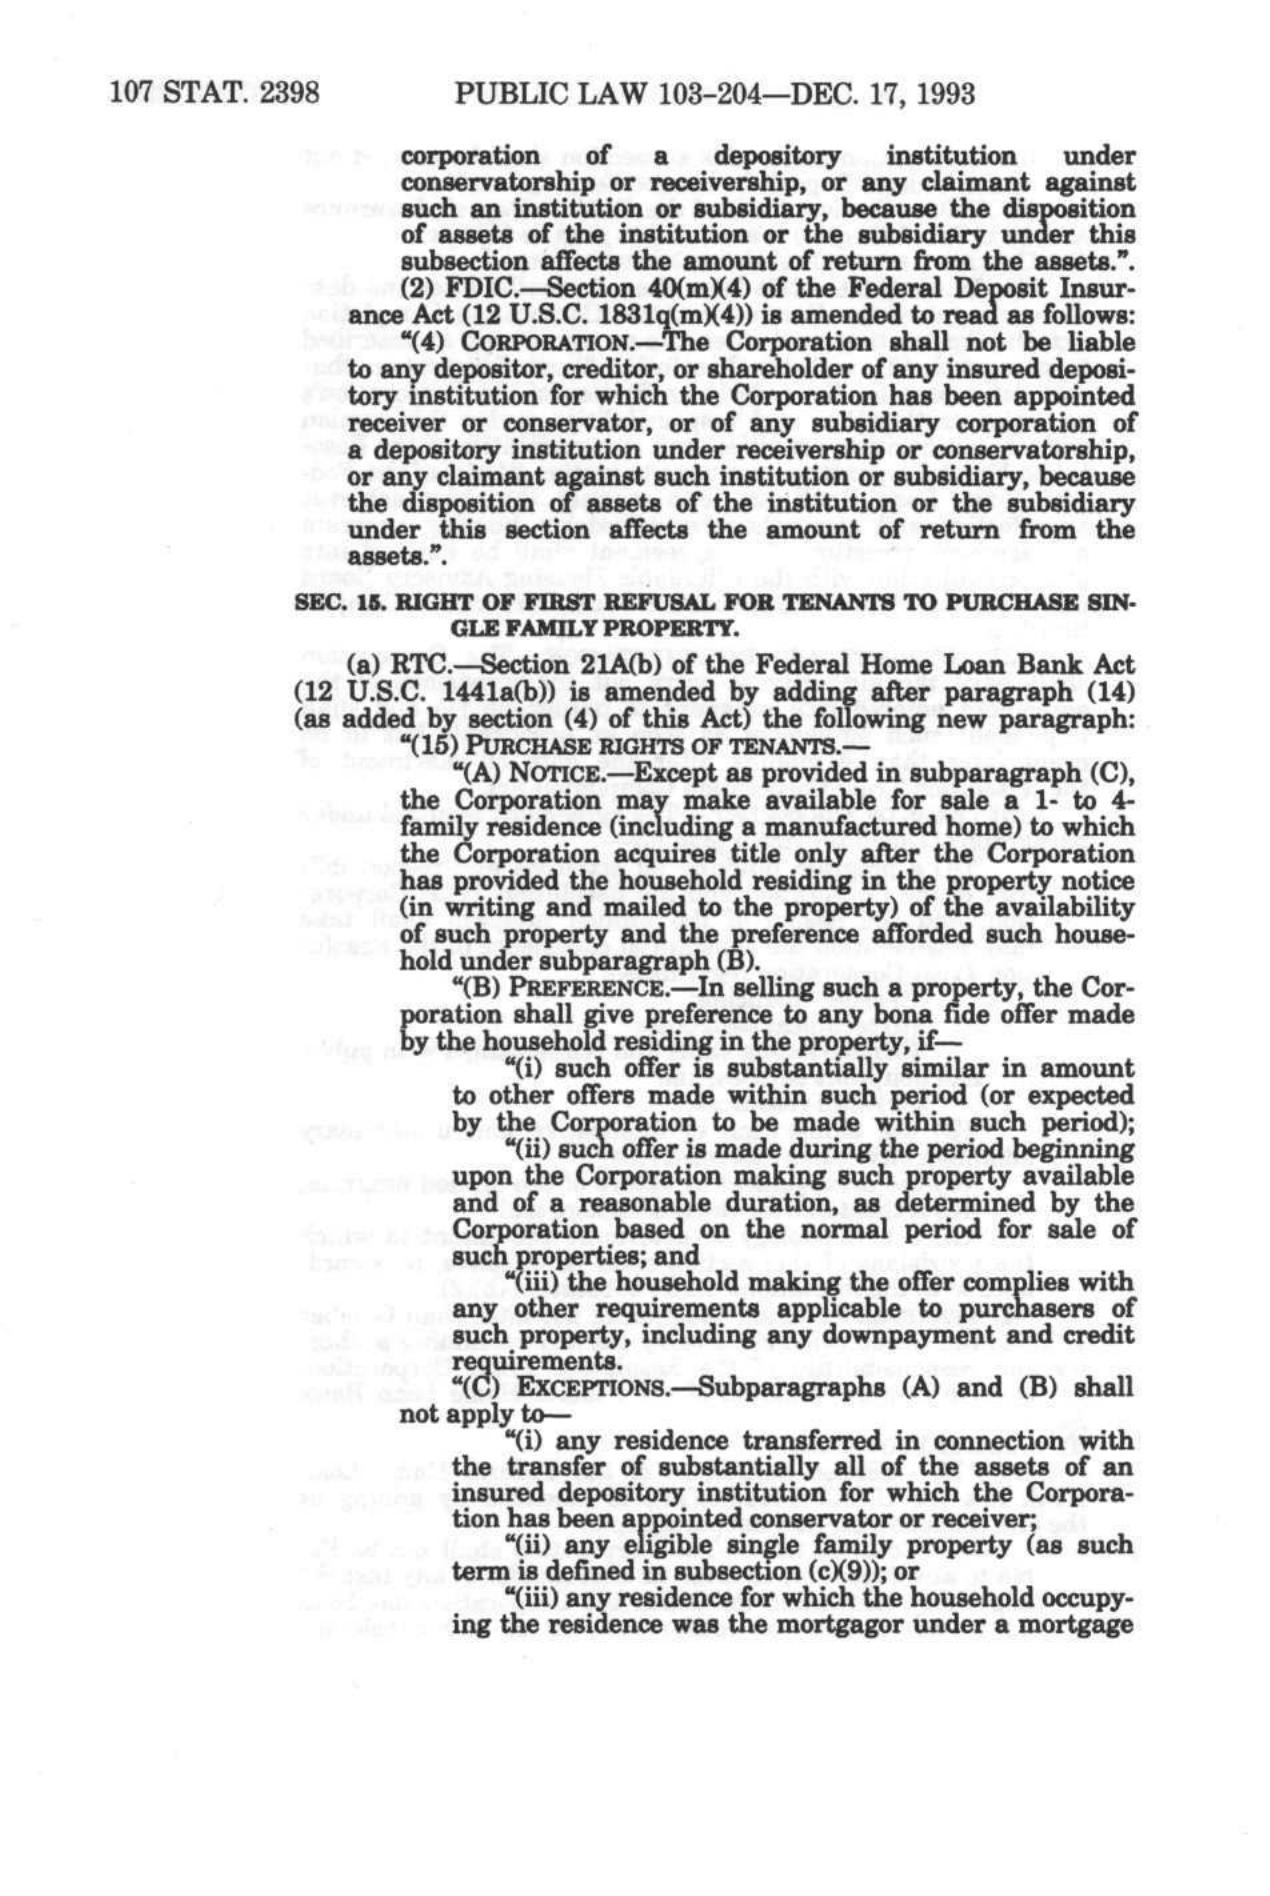 107 STAT. 2398 PUBLIC LAW 103–204—DEC. 17, 1993
corporation of a depository institution under
conservatorship or receivership, or any claimant against
such an institution or subsidiary, because the disposition
of assets of the institution or the subsidiary under this
subsection affects the amount of return from the assets.”.
(2) FDIC.—Section 40(m)(4) of the Federal Deposit Insur-
ance Act (12 U.S.C. 1831q(m)(4)) is amended to read as follows:
“(4) CORPORATION.—The Corporation shall not be liable
to any depositor, creditor, or shareholder of any insured deposi-
tory institution for which the Corporation has been appointed
receiver or conservator, or of any subsidiary corporation of
a depository institution under receivership or conservatorship,
or any claimant against such institution or subsidiary, because
the disposition of assets of the institution or the subsidiary
under this section affects the amount of return from the
assets.”.
SEC. 15. RIGHT OF FIRST REFUSAL FOR TENANTS TO PURCHASE SIN-
GLE FAMILY PROPERTY.
(a) RTC.—Section 21A(b) of the Federal Home Loan Bank Act
(12 U.S.C. 1441a(b)) is amended by adding after paragraph (14)
(as added by section (4) of this Act) the following new paragraph:
“(15) PURCHASE RIGHTS OF TENANTS.—
“(A) NOTICE.—Except as provided in subparagraph (C),
the Corporation may make available for sale a 1- to 4-
family residence (including a manufactured home) to which
the Corporation acquires title only after the Corporation
has provided the household residing in the property notice
(in writing and mailed to the property) of the availability
of such property and the preference afforded such house-
hold under subparagraph (B).
“(B) PREFERENCE.—In selling such a property, the Cor-
poration shall give preference to any bona fide offer made
by the household residing in the property, if—
“(i) such offer is substantially similar in amount
to other offers made within such period (or expected
by the Corporation to be made within such period);
“(ii) such offer is made during the period beginning
upon the Corporation making such property available
and of a reasonable duration, as determined by the
Corporation based on the normal period for sale of
such properties; and
“(iii) the household making the offer complies with
any other requirements applicable to purchasers of
such property, including any downpayment and credit
requirements.
“(C) EXCEPTIONS.—Subparagraphs (A) and (B) shall
not apply to—
“(i) any residence transferred in connection with
the transfer of substantially all of the assets of an
insured depository institution for which the Corpora-
tion has been appointed conservator or receiver;
“(ii) any eligible single family property (as such
term is defined in subsection (c)(9)); or
“(iii) any residence for which the household occupy-
ing the residence was the mortgagor under a mortgage